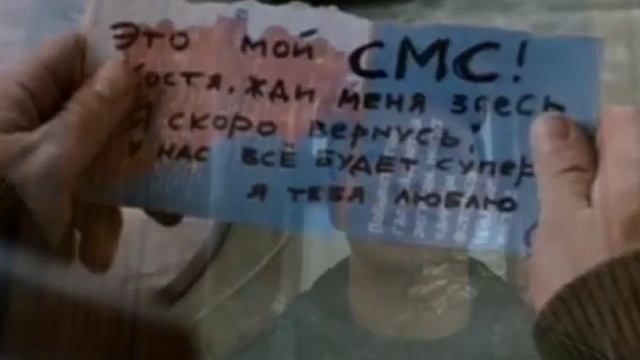 Это мой СМС!
Костя, жди меня здесь
Я скоро вернусь!
У нас всё будет супер
я тебя люблю